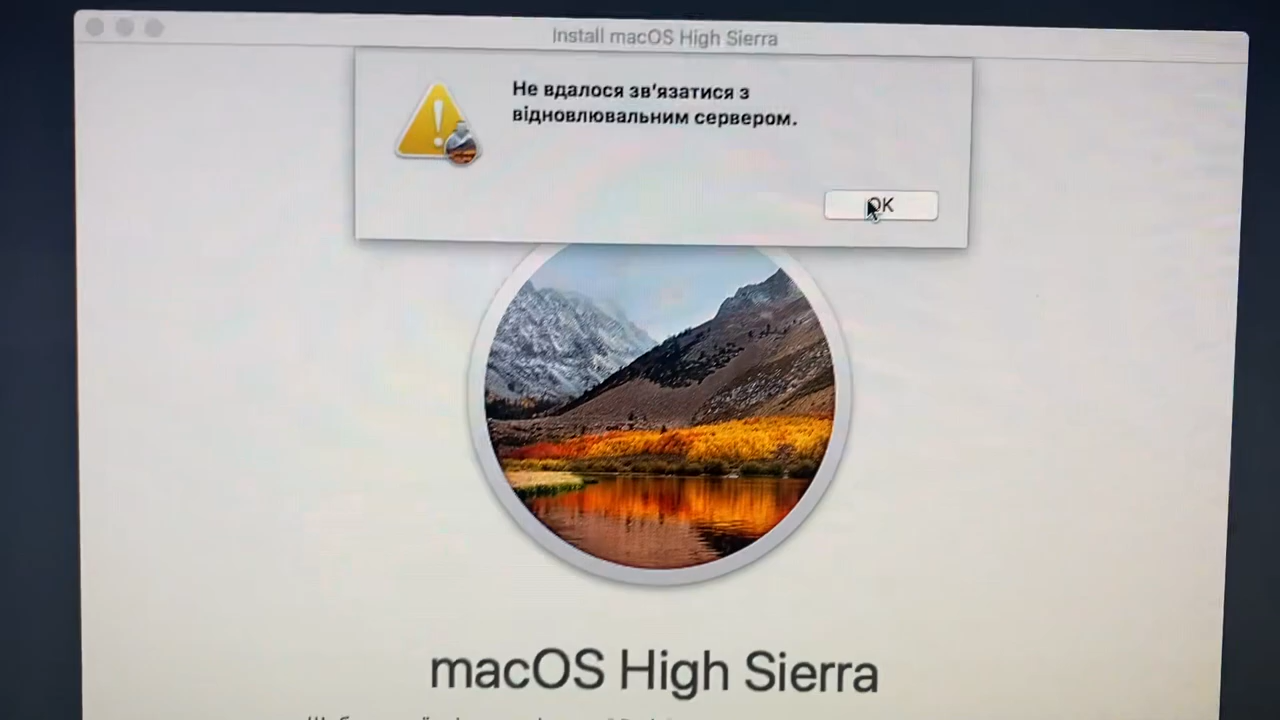 Install macOS High Sierra
Не вдалося зв'язатися з
відновлювальним сервером.
OK
macOS High Sierra